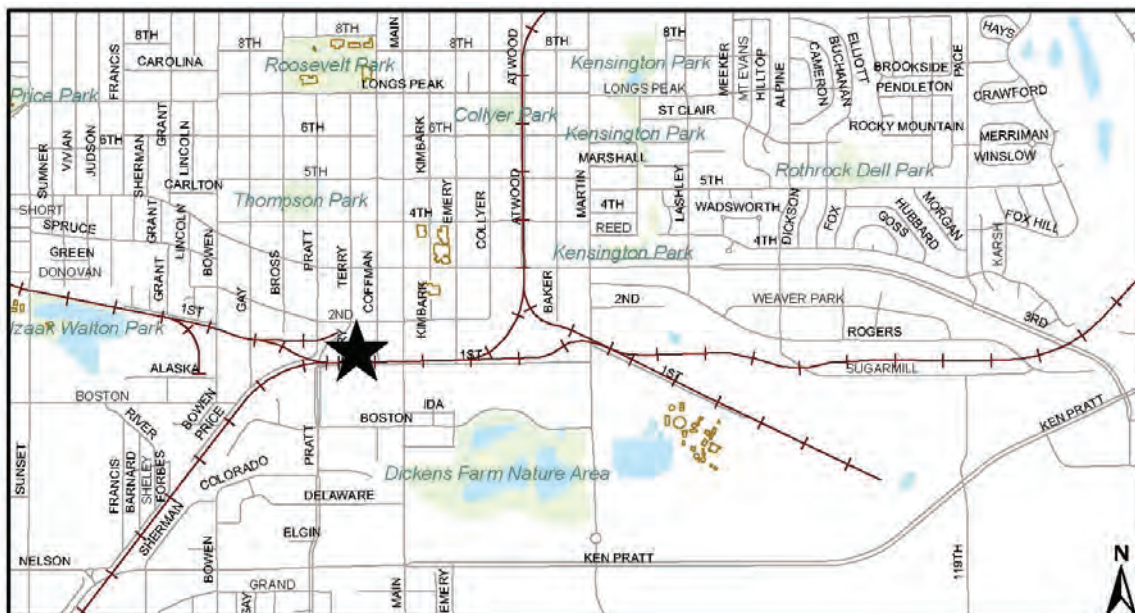 8TH
8TH
8TH
MAIN
8TH
ATWOOD
8TH
8TH
HAYS
FRANCIS
CAROLINA
Roosevelt Park
LONGS PEAK
Kensington Park
LONGS PEAK
MEEKER
MT EVANS
HILLTOP
ALPINE
CAMERON
BUCHANAN
ELLIOTT
BROOKSIDE
PACE
PENDLETON
CRAWFORD
Price Park
ST CLAIR
Collyer Park
SUMNER
VIVIAN
JUDSON
6TH
SHERMAN
GRANT
LINCOLN
6TH
KIMBARK
6TH
Kensington Park
ROCKY MOUNTAIN
MERRIMAN
MARSHALL
WINSLOW
CARLTON
5TH
Rothrock Dell Park
5TH
Thompson Park
4TH
EMERY
COLLYER
ATWOOD
MARTIN
4TH
LASHLEY
WADSWORTH
DICKSON
FOX
GOSS
HUBBARD
MORGAN
FOX HILL
KARSH
SHORT
SPRUCE
GRANT
LINCOLN
BOWEN
REED
4TH
GREEN
DONOVAN
GRANT
BROSS
PRATT
TERRY
COFFMAN
Kensington Park
GAY
KIMBARK
BAKER
2ND
WEAVER PARK
3RD
1ST
2ND
Izaak Walton Park
ROGERS
1ST
ALASKA
1ST
SUGARMILL
BOSTON
BOWEN
PRICE
IDA
BOSTON
KEN PRATT
RIVER
SUNSET
FRANCIS
BARNARD
SHELEY
FORBES
COLORADO
PRATT
Dickens Farm Nature Area
DELAWARE
SHERMAN
ELGIN
NELSON
BOWEN
KEN PRATT
119TH
N
GRAND
GAY
MAIN
EMERY